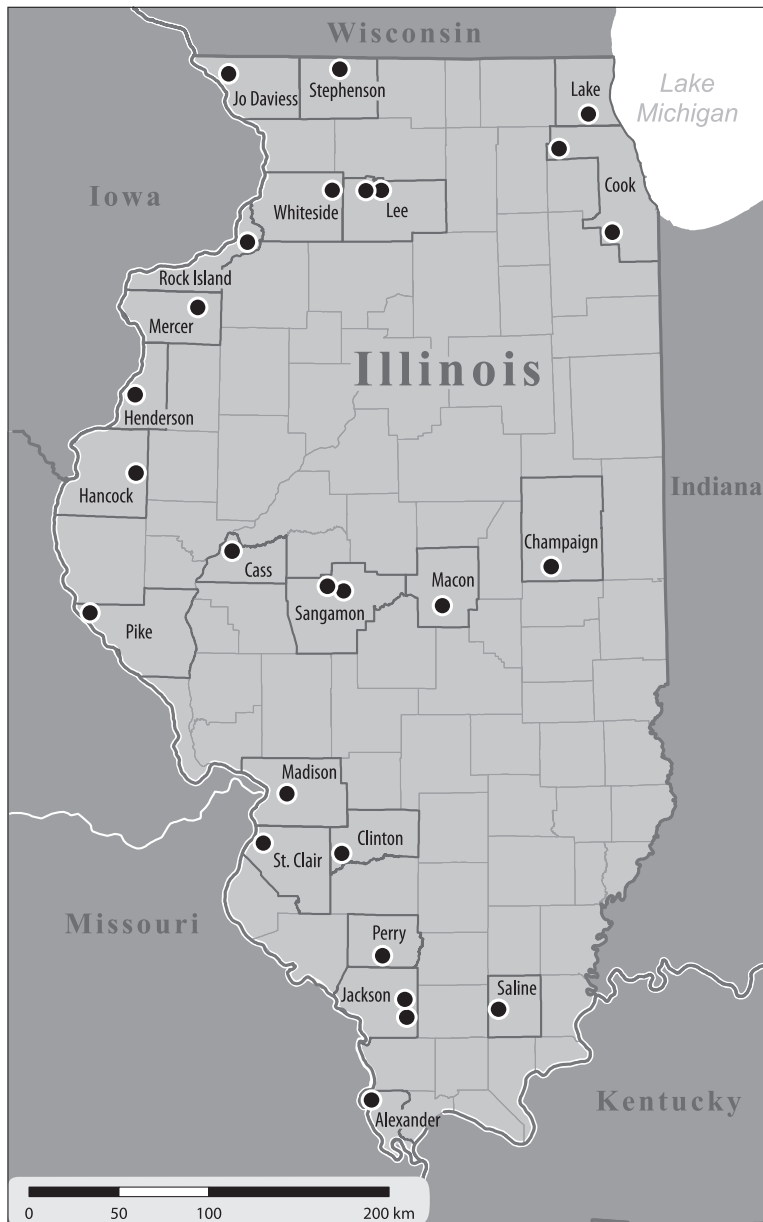 Wisconsin
Lake
Michigan
Jo Daviess
Stephenson
Lake
Iowa
Whiteside
Lee
Cook
Rock Island
Mercer
Illinois
Henderson
Hancock
Indiana
Champaign
Cass
Macon
Sangamon
Pike
Madison
Clinton
St. Clair
Missouri
Perry
Jackson
Saline
Alexander
Kentucky
0 50 100 200 km